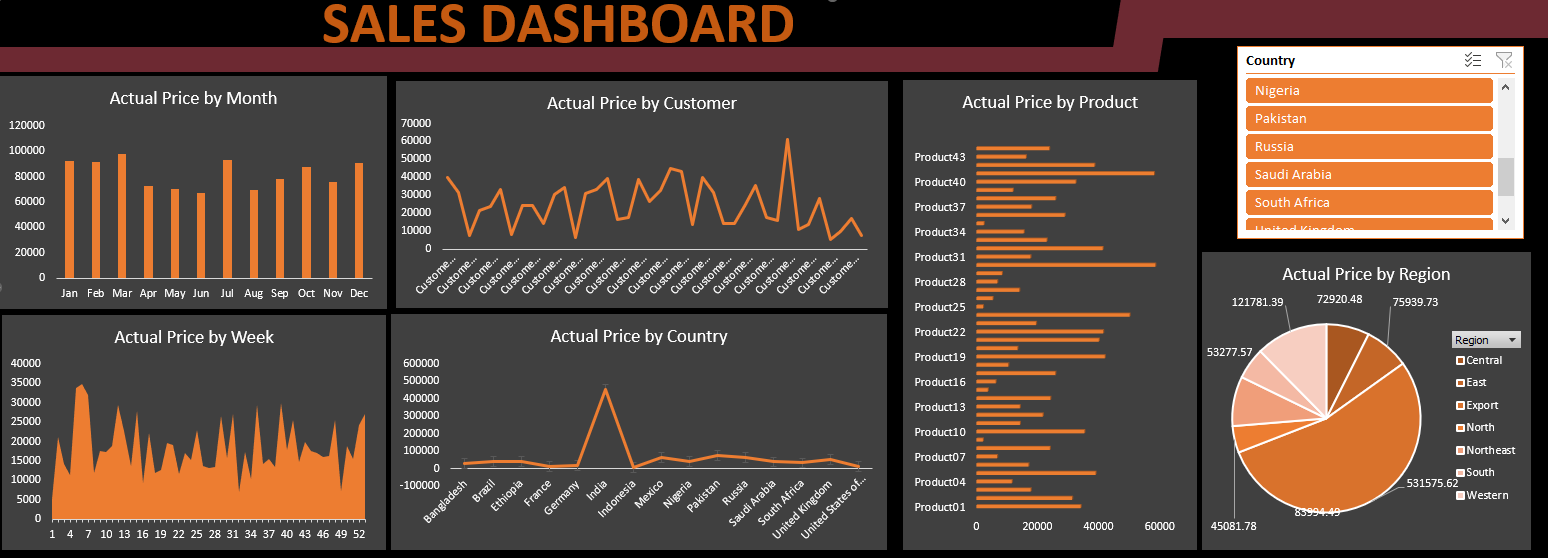 SALES DASHBOARD
Actual Price by Month
120000
100000
80000
60000
40000
20000
0
Jan Feb Mar Apr May Jun Jul Aug Sep Oct Nov Dec
Actual Price by Customer
70000
60000
50000
40000
30000
20000
10000
0
Custome... Custome... Custome... Custome... Custome... Custome... Custome... Custome... Custome... Custome... Custome... Custome... Custome... Custome...
Actual Price by Product
Product43
Product40
Product37
Product34
Product31
Product28
Product25
Product22
Product19
Product16
Product13
Product10
Product07
Product04
Product01
0 20000 40000 60000
Country
Nigeria
Pakistan
Russia
Saudi Arabia
South Africa
United Kingdom
Actual Price by Week
40000
35000
30000
25000
20000
15000
10000
5000
0
1 4 7 10 13 16 19 22 25 28 31 34 37 40 43 46 49 52
Actual Price by Country
600000
500000
400000
300000
200000
100000
0
-100000
Bangladesh Brazil Ethiopia France Germany India Indonesia Mexico Nigeria Pakistan Russia Saudi Arabia South Africa United Kingdom United States of...
Actual Price by Region
121781.39 72920.48 75939.73
53277.57
531575.62
83994.49
45081.78
Region
Central
East
Export
North
Northeast
South
Western